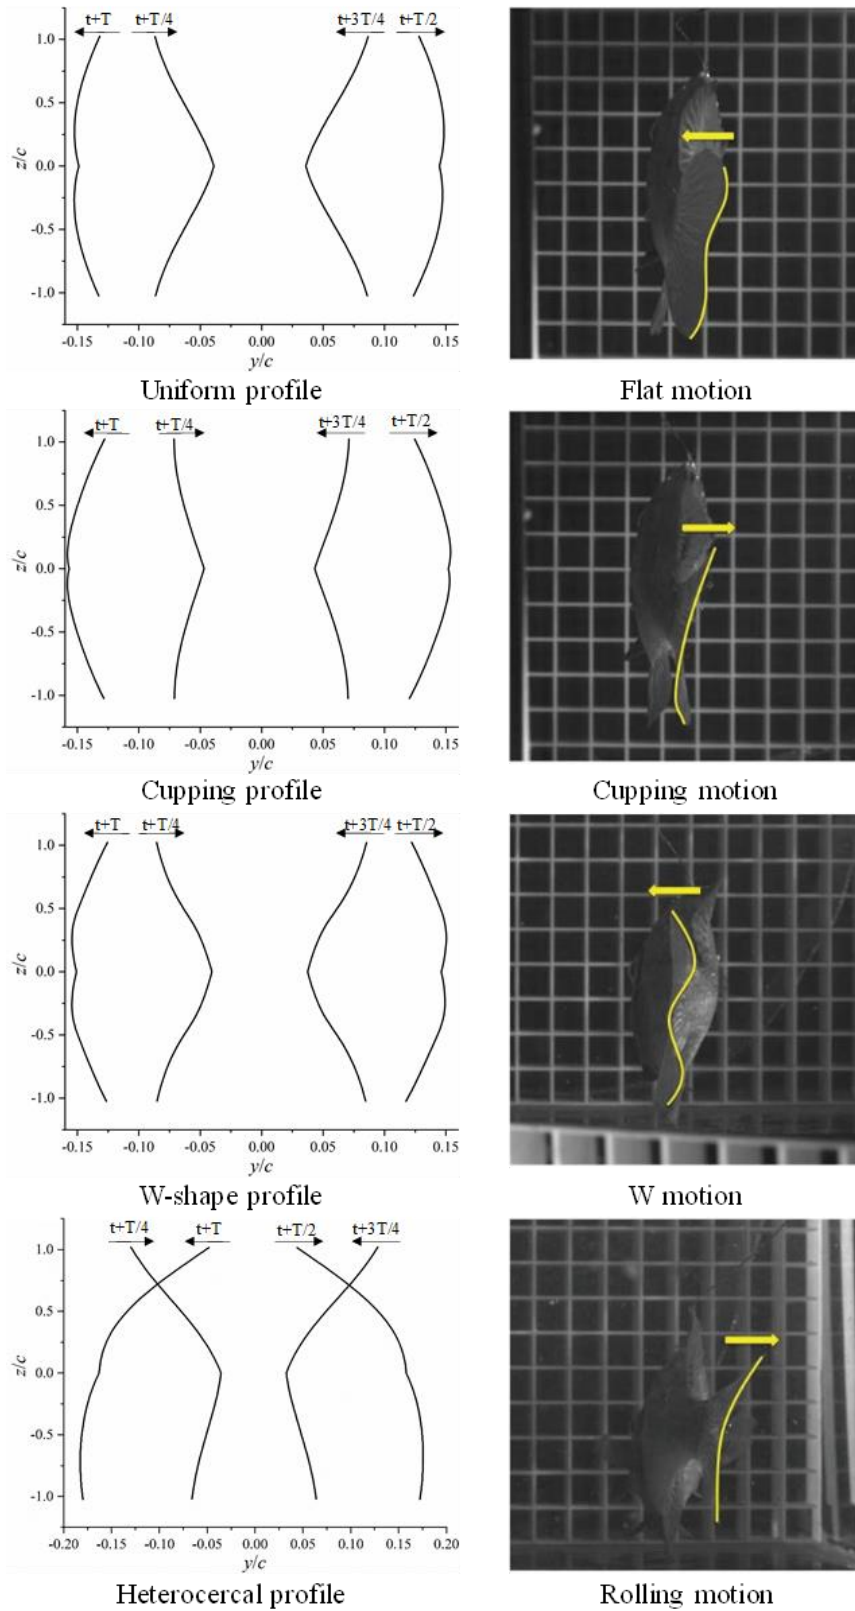 t+T t+T/4 t+3T/4 t+T/2
1.0
0.5
z/c
0.0
-0.5
-1.0
-0.15 -0.10 -0.05 0.00 0.05 0.10 0.15
y/c
Uniform profile Flat motion
t+T t+T/4 t+3T/4 t+T/2
1.0
0.5
z/c
0.0
-0.5
-1.0
-0.15 -0.10 -0.05 0.00 0.05 0.10 0.15
y/c
Cupping profile Cupping motion
t+T t+T/4 t+3T/4 t+T/2
1.0
0.5
z/c
0.0
-0.5
-1.0
-0.15 -0.10 -0.05 0.00 0.05 0.10 0.15
y/c
W-shape profile W motion
t+T/4 t+T t+T/2 t+3T/4
1.0
0.5
z/c
0.0
-0.5
-1.0
-0.20 -0.15 -0.10 -0.05 0.00 0.05 0.10 0.15 0.20
y/c
Heterocercal profile Rolling motion